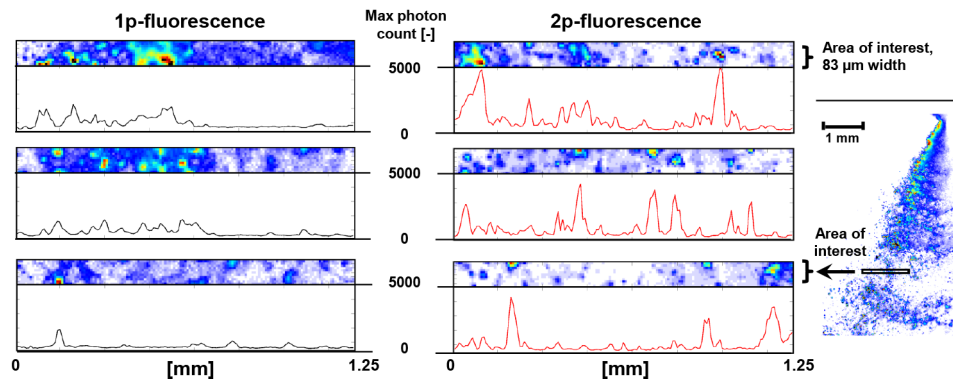 1p-fluorescence
Max photon
count [-]
2p-fluorescence
5000
0
5000
0
5000
0
0
[mm]
1.25
0
[mm]
1.25
Area of interest,
83 µm width
1 mm
Area of
interest